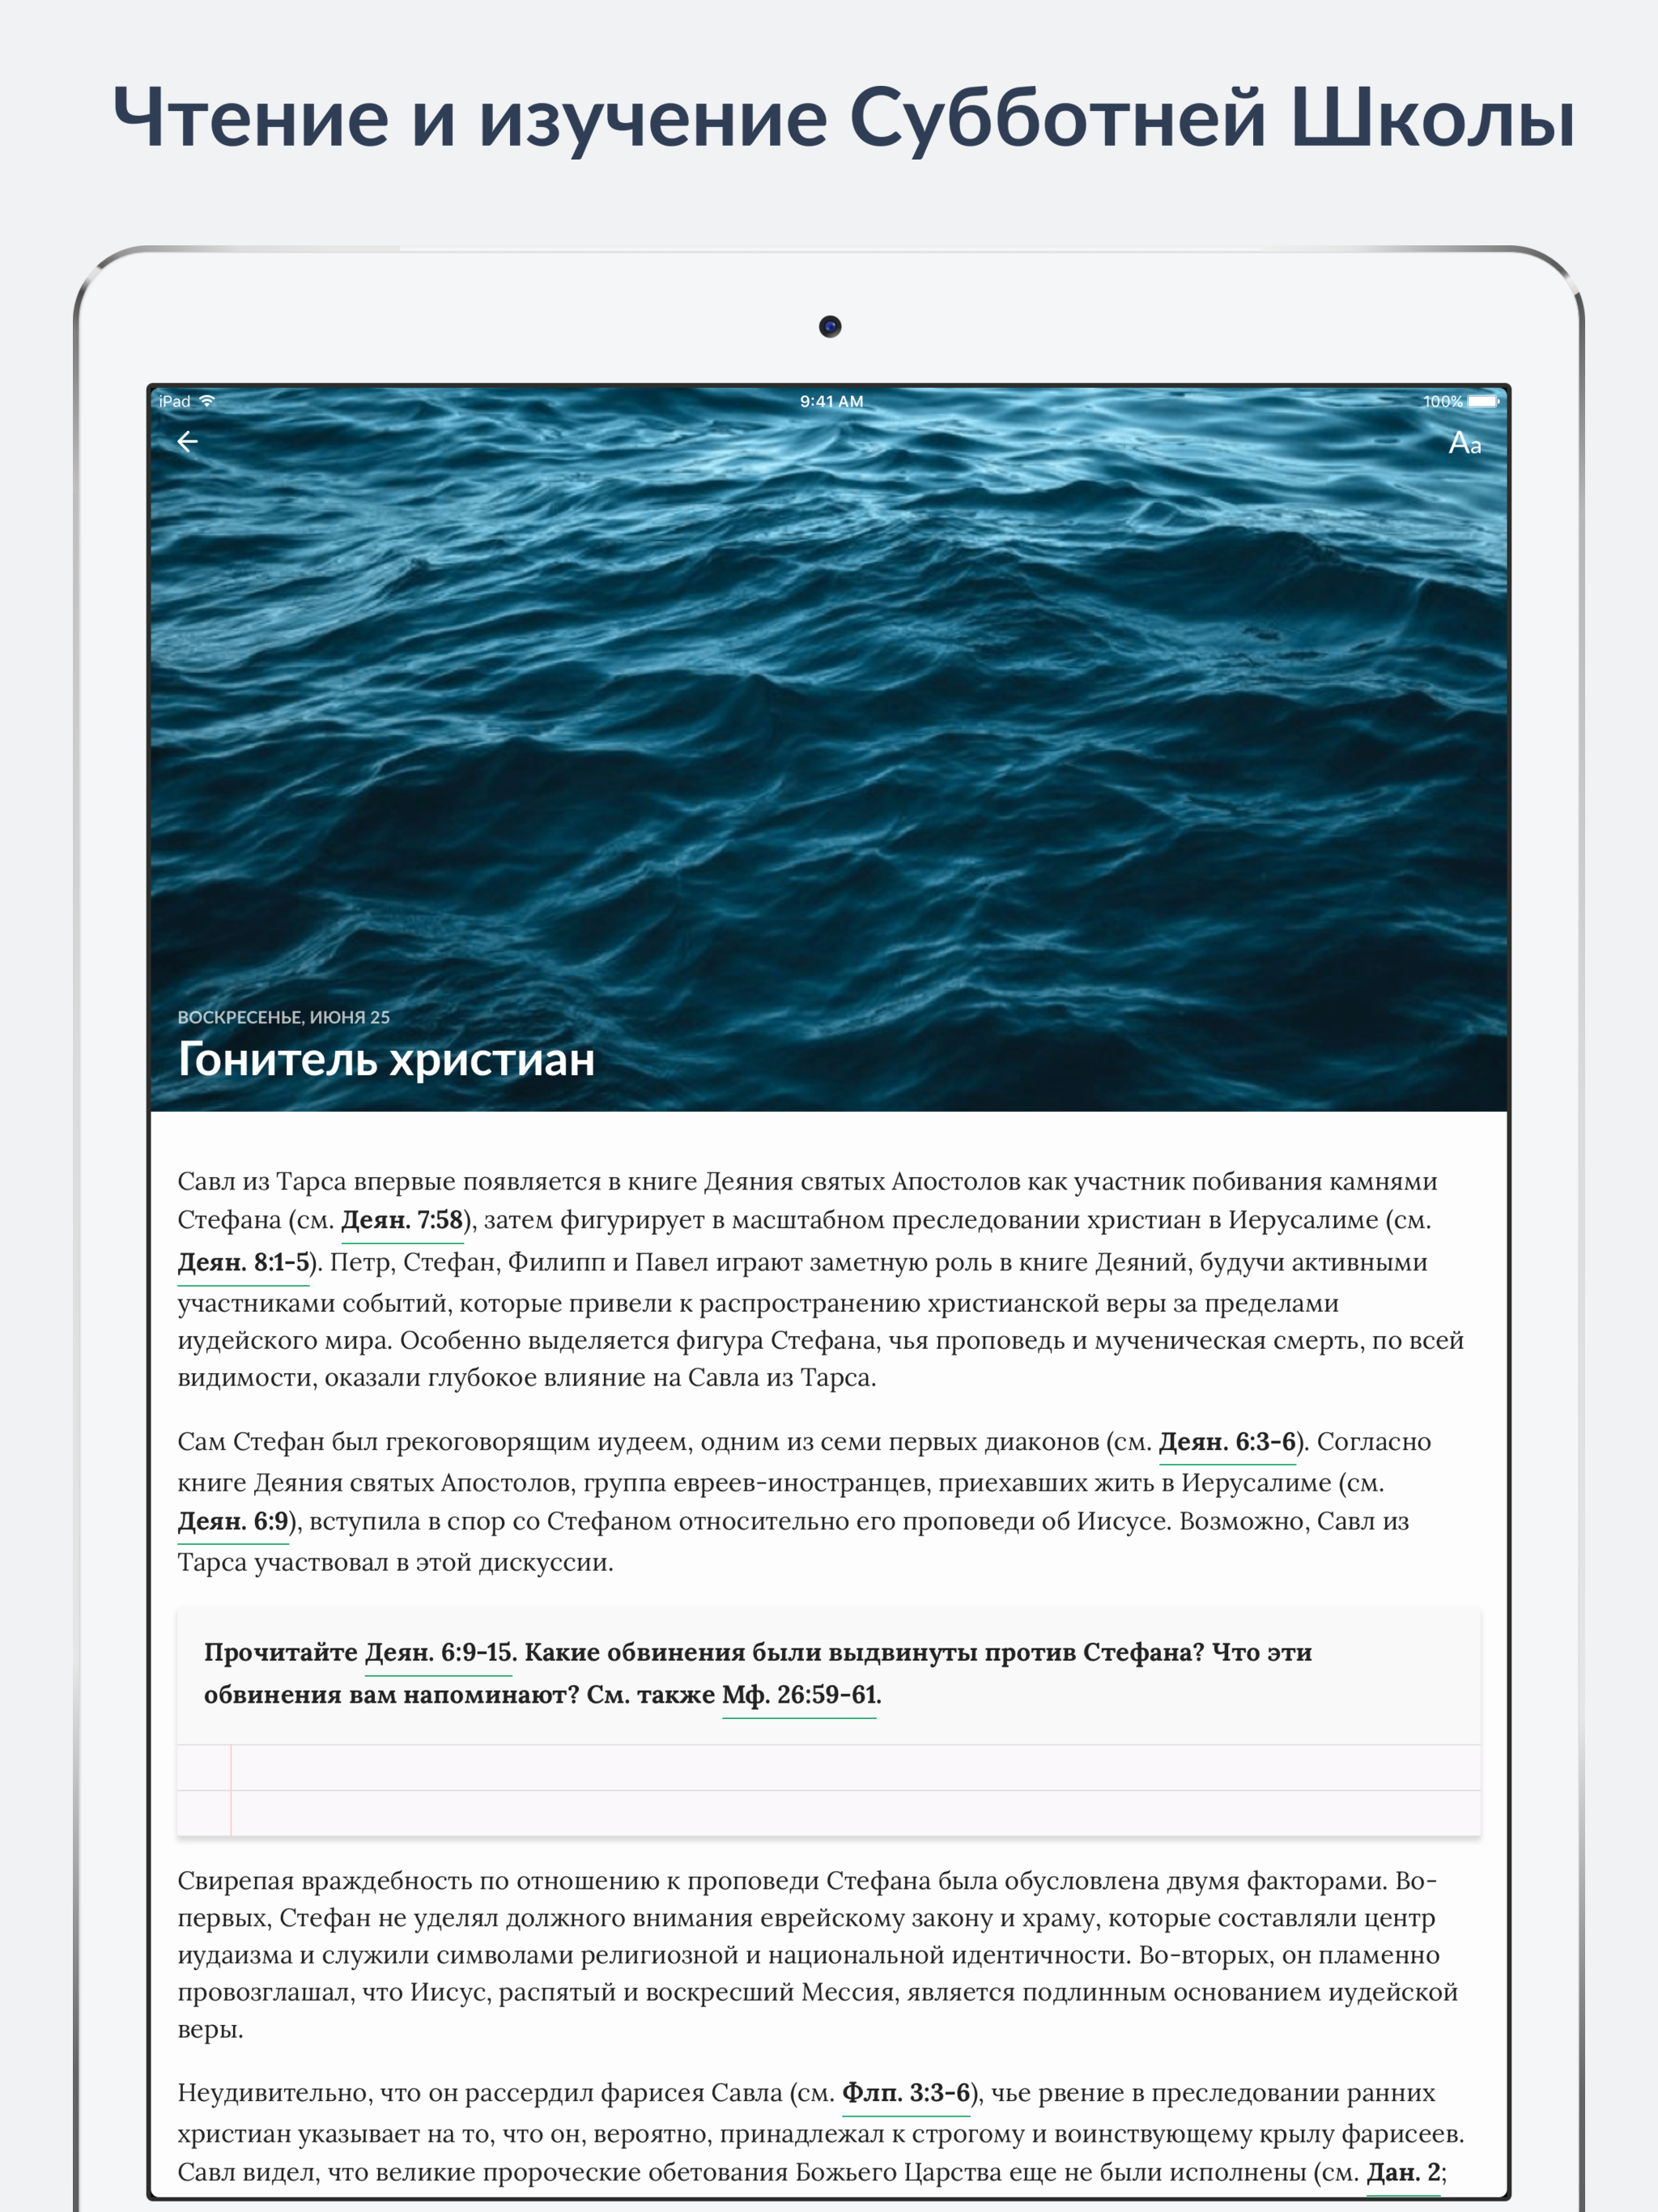 Чтение и изучение Субботней Школы
iPad
9:41 AM
100%
Aa
ВОСКРЕСЕНЬЕ, ИЮНЯ 25
Гонитель христиан
Савл из Тарса впервые появляется в книге Деяния святых Апостолов как участник побивания камнями
Стефана (см. Деян. 7:58), затем фигурирует в масштабном преследовании христиан в Иерусалиме (см.
Деян. 8:1-5). Петр, Стефан, Филипп и Павел играют заметную роль в книге Деяний, будучи активными
участниками событий, которые привели к распространению христианской веры за пределами
иудейского мира. Особенно выделяется фигура Стефана, чья проповедь и мученическая смерть, по всей
видимости, оказали глубокое влияние на Савла из Тарса.
Сам Стефан был грекоговорящим иудеем, одним из семи первых диаконов (см. Деян. 6:3-6). Согласно
книге Деяния святых Апостолов, группа евреев-иностранцев, приехавших жить в Иерусалиме (см.
Деян. 6:9), вступила в спор со Стефаном относительно его проповеди об Иисусе. Возможно, Савл из
Тарса участвовал в этой дискуссии.
Прочитайте Деян. 6:9-15. Какие обвинения были выдвинуты против Стефана? Что эти
обвинения вам напоминают? См. также Мф. 26:59-61.
Свирепая враждебность по отношению к проповеди Стефана была обусловлена двумя факторами. Во-
первых, Стефан не уделял должного внимания еврейскому закону и храму, которые составляли центр
иудаизма и служили символами религиозной и национальной идентичности. Во-вторых, он пламенно
провозглашал, что Иисус, распятый и воскресший Мессия, является подлинным основанием иудейской
веры.
Неудивительно, что он рассердил фарисея Савла (см. Флп. 3:3-6), чье рвение в преследовании ранних
христиан указывает на то, что он, вероятно, принадлежал к строгому и воинствующему крылу фарисеев.
Савл видел, что великие пророческие обетования Божьего Царства еще не были исполнены (см. Дан. 2;